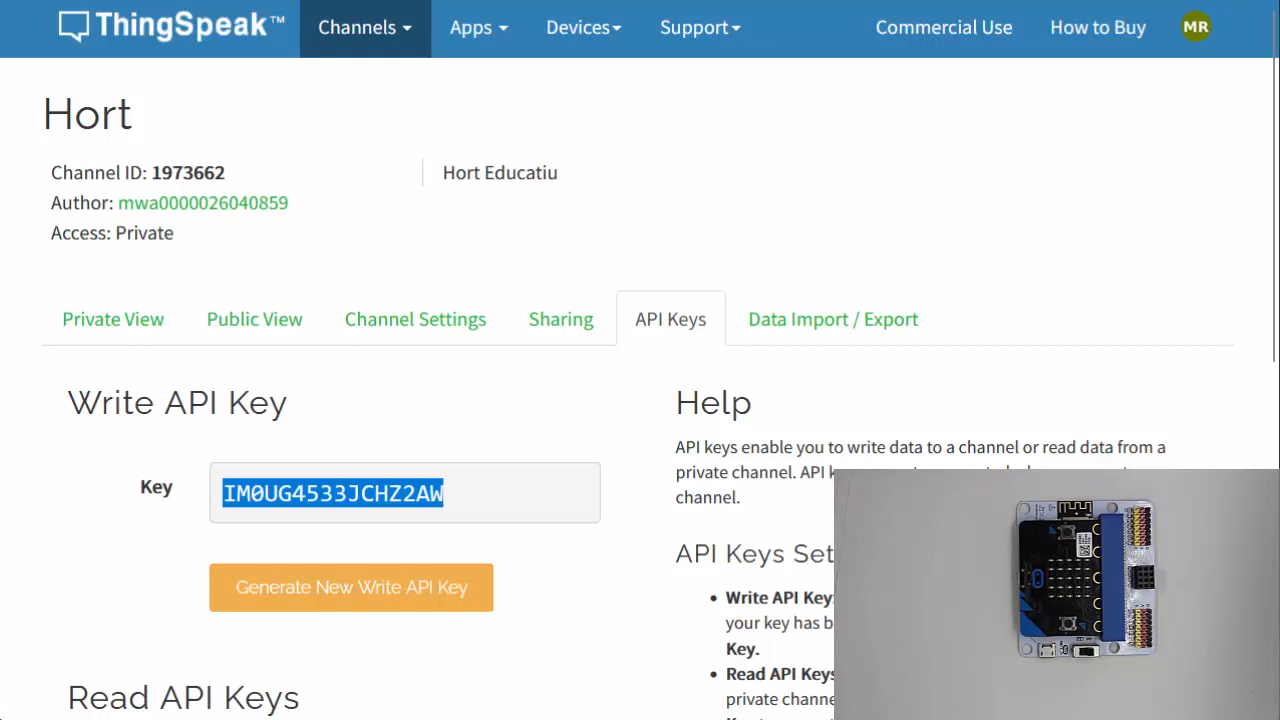 ThingSpeak™ Channels Apps Devices Support Commercial Use How to Buy MR
Hort
Channel ID: 1973662
Author: mwa0000026040859
Access: Private
Hort Educatiu
Private View Public View Channel Settings Sharing API Keys Data Import / Export
Write API Key
Key IM0UG4533JCHZ2AW
Generate New Write API Key
Read API Keys
Help
API keys enable you to write data to a channel or read data from a
private channel. API
channel.
API Keys Set
Write API Key:
your key has b
Key.
Read API Keys
private channe